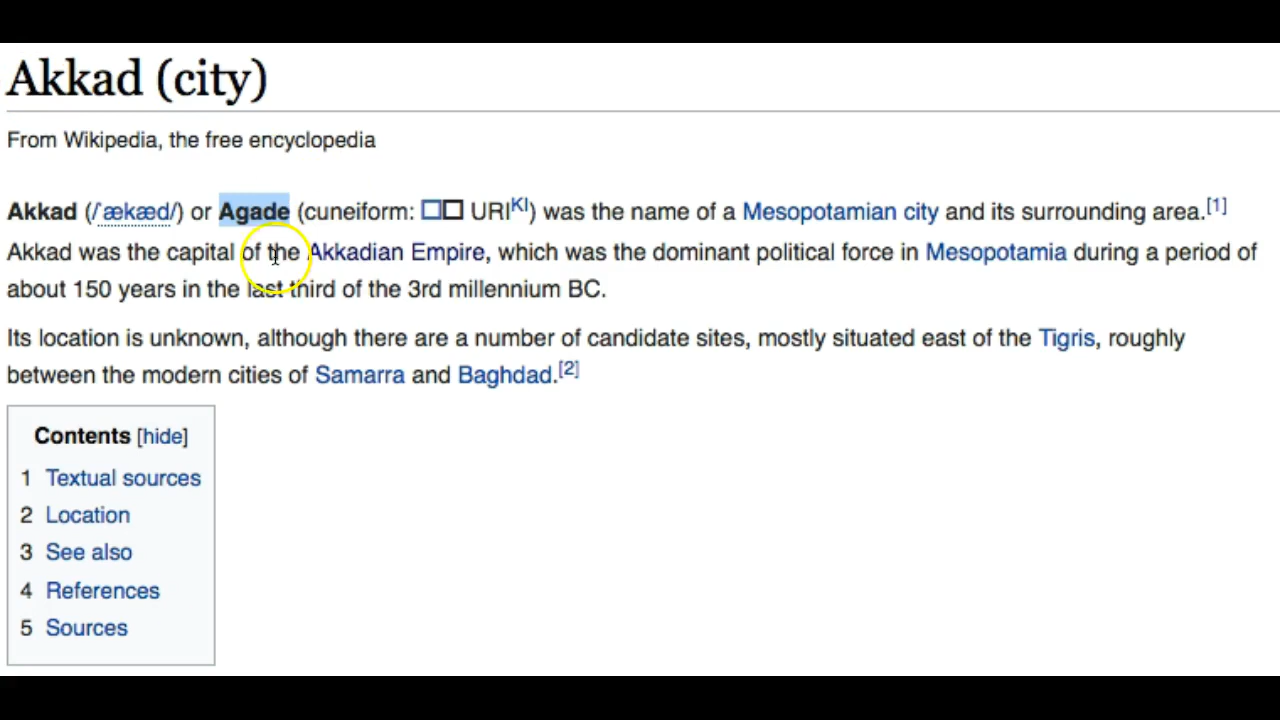 Akkad (city)
From Wikipedia, the free encyclopedia
Akkad (/ˈækæd/) or Agade (cuneiform: □□ URIKI) was the name of a Mesopotamian city and its surrounding area.[1]
Akkad was the capital of the Akkadian Empire, which was the dominant political force in Mesopotamia during a period of
about 150 years in the last third of the 3rd millennium BC.
Its location is unknown, although there are a number of candidate sites, mostly situated east of the Tigris, roughly
between the modern cities of Samarra and Baghdad.[2]
Contents [hide]
1 Textual sources
2 Location
3 See also
4 References
5 Sources